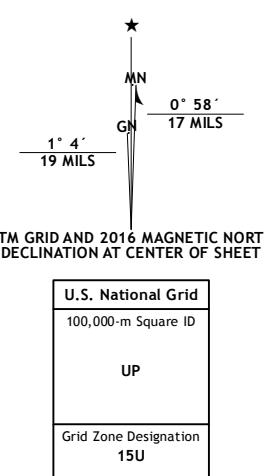 MN
GN
0° 58´
17 MILS
1° 4´
19 MILS
TM GRID AND 2016 MAGNETIC NORT
DECLINATION AT CENTER OF SHEET
U.S. National Grid
100,000-m Square ID
UP
Grid Zone Designation
15U